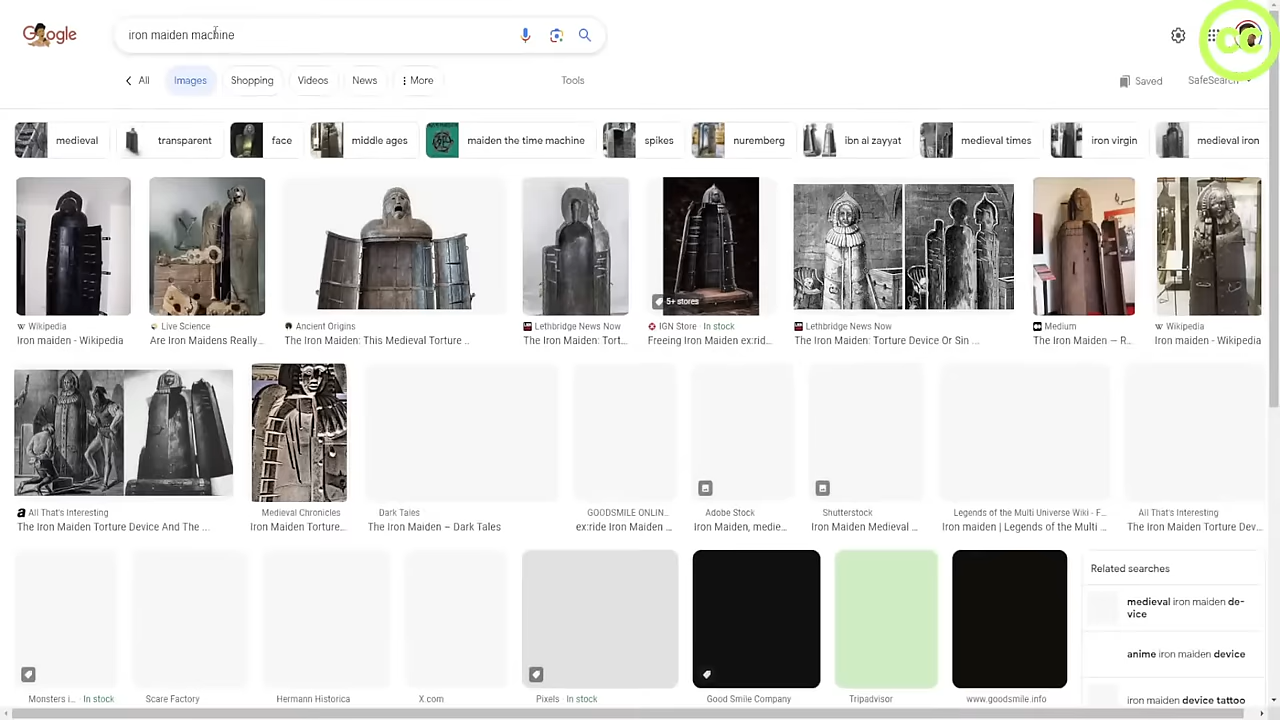 Google
iron maiden machine
All Images Shopping Videos News More Tools
Saved SafeSearch
medieval transparent face middle ages maiden the time machine spikes nuremberg ibn al zayyat medieval times iron virgin medieval iron
5+ stores
Wikipedia Live Science Ancient Origins Lethbridge News Now IGN Store · In stock Lethbridge News Now Medium Wikipedia
Iron maiden - Wikipedia Are Iron Maidens Really... The Iron Maiden: This Medieval Torture .. The Iron Maiden: Tort... Freeing Iron Maiden ex:rid... The Iron Maiden: Torture Device Or Sin ... The Iron Maiden — R... Iron maiden - Wikipedia
All That's Interesting Medieval Chronicles Dark Tales GOODSMILE ONLIN... Adobe Stock Shutterstock Legends of the Multi Universe Wiki - F... All That's Interesting
The Iron Maiden Torture Device And The ... Iron Maiden Torture... The Iron Maiden – Dark Tales ex:ride Iron Maiden ... Iron Maiden, medie... Iron Maiden Medieval ... Iron maiden | Legends of the Multi ... The Iron Maiden Torture Dev...
Related searches
medieval iron maiden de-
vice
anime iron maiden device
iron maiden device tattoo
Monsters i... · In stock Scare Factory Hermann Historica X.com Pixels · In stock Good Smile Company Tripadvisor www.goodsmile.info